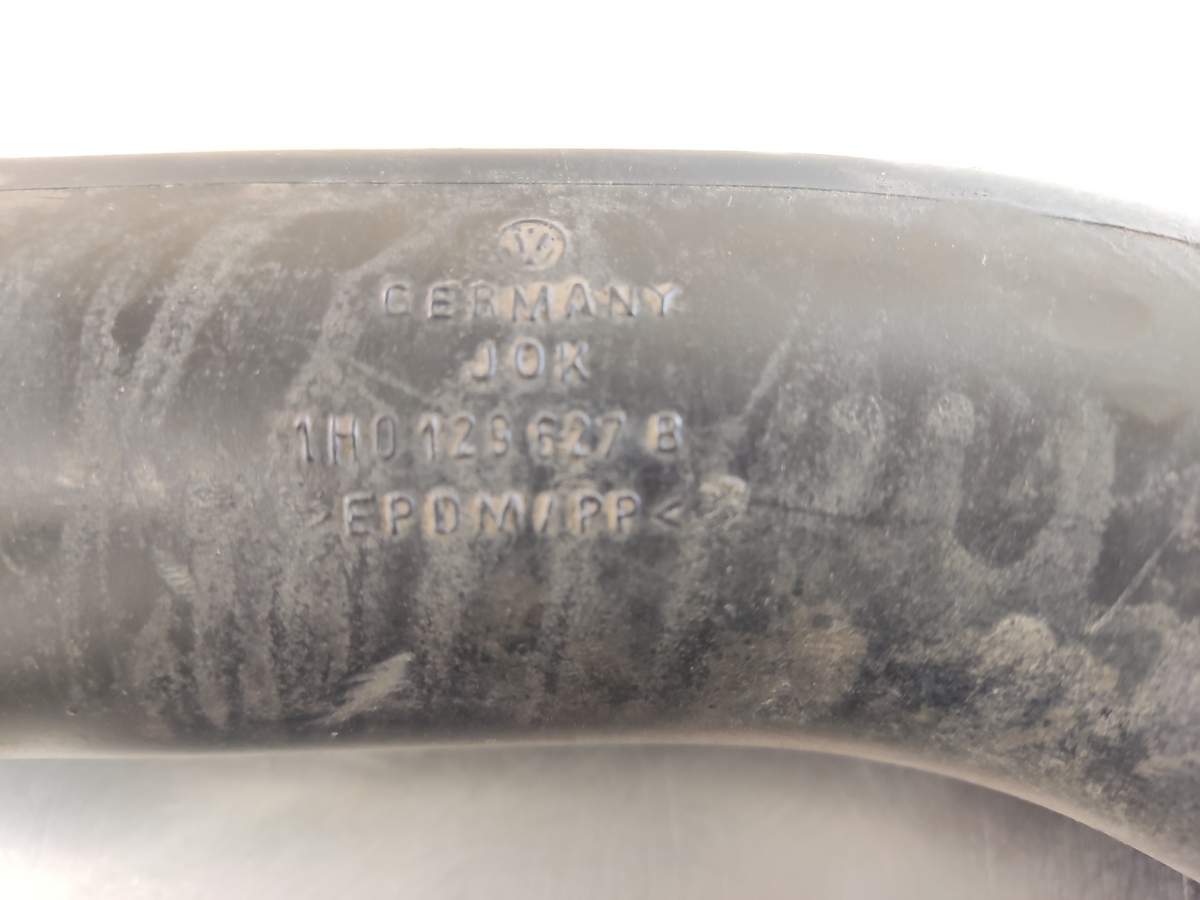 GERMANY
JOK
1H0 129 627 B
>EPDM/PP<